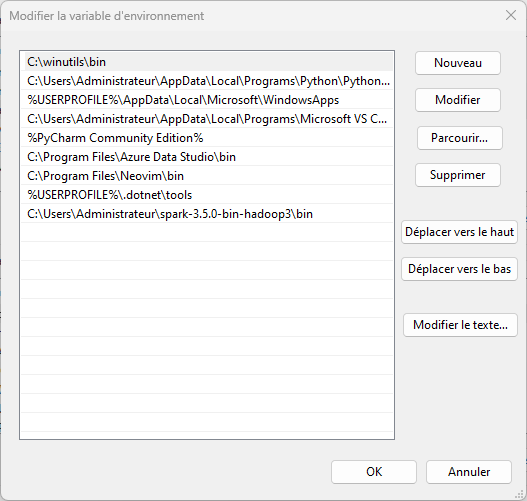 Modifier la variable d'environnement
C:\winutils\bin
C:\Users\Administrateur\AppData\Local\Programs\Python\Python...
%USERPROFILE%\AppData\Local\Microsoft\WindowsApps
C:\Users\Administrateur\AppData\Local\Programs\Microsoft VS C...
%PyCharm Community Edition%
C:\Program Files\Azure Data Studio\bin
C:\Program Files\Neovim\bin
%USERPROFILE%\.dotnet\tools
C:\Users\Administrateur\spark-3.5.0-bin-hadoop3\bin
Nouveau
Modifier
Parcourir...
Supprimer
Déplacer vers le haut
Déplacer vers le bas
Modifier le texte...
OK
Annuler